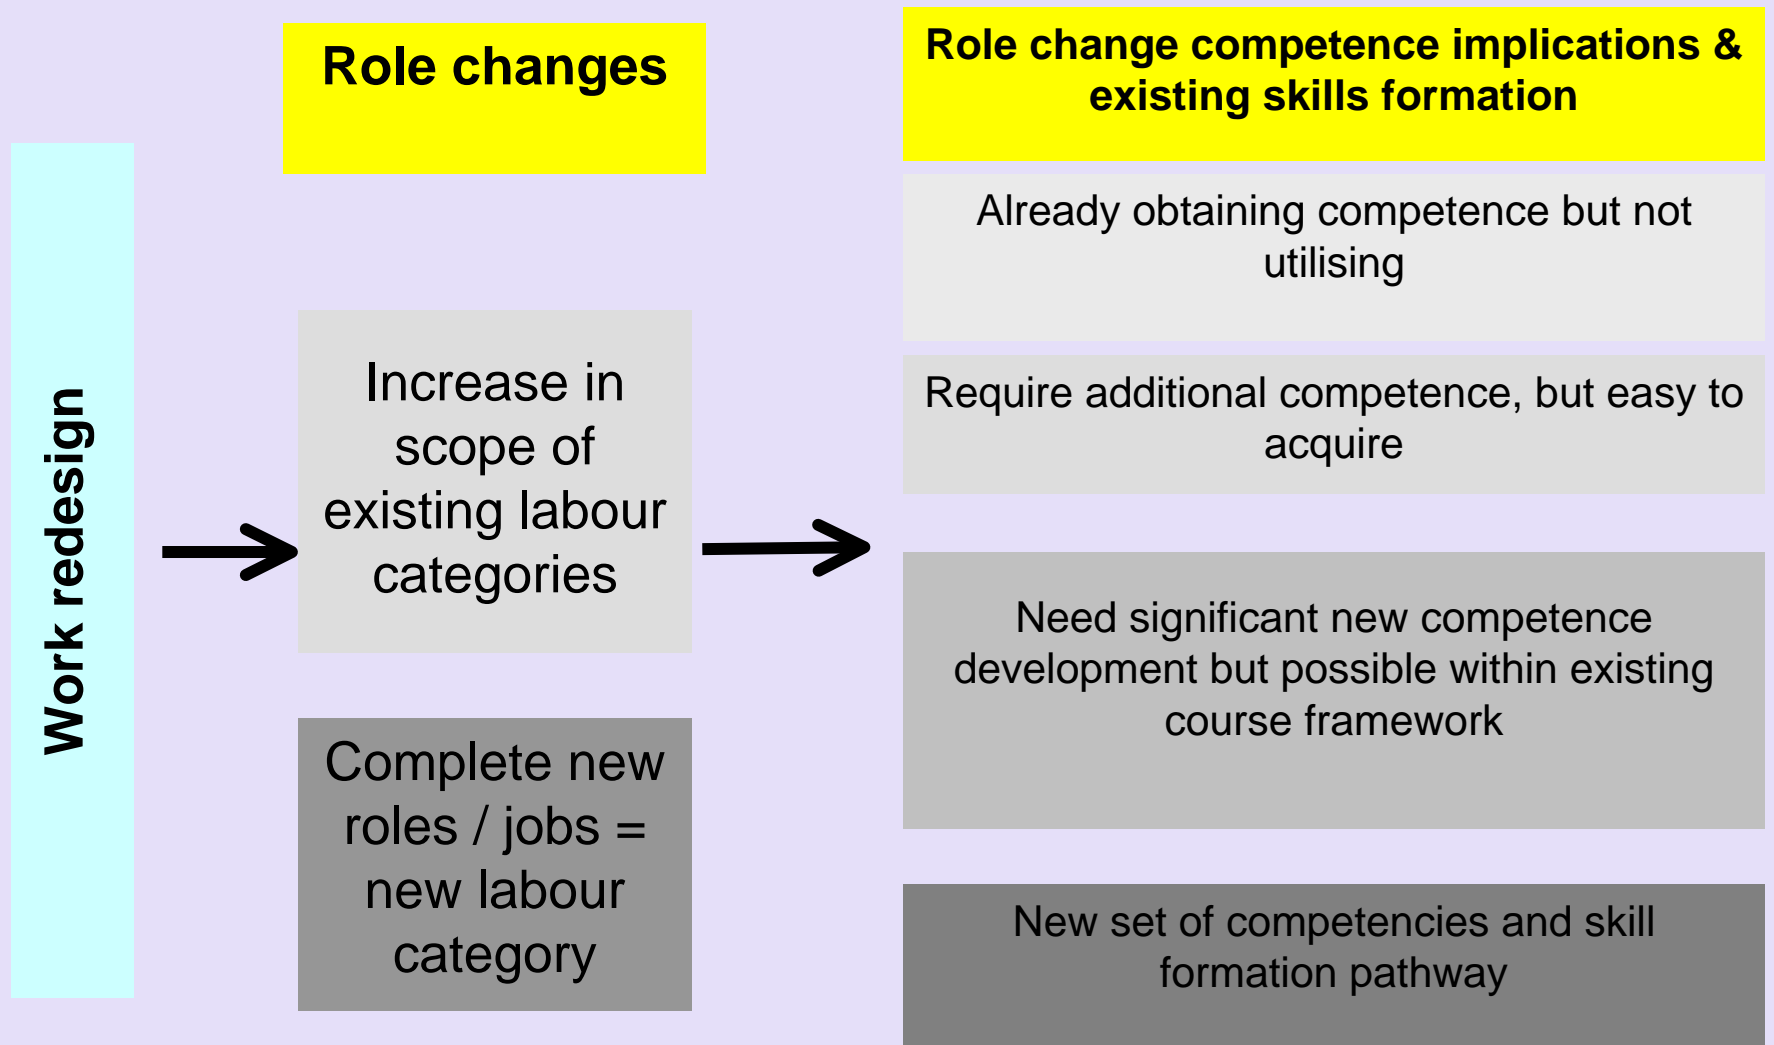 Role changes
Role change competence implications &
existing skills formation
Work redesign
Increase in
scope of
existing labour
categories
Complete new
roles / jobs =
new labour
category
Already obtaining competence but not
utilising
Require additional competence, but easy to
acquire
Need significant new competence
development but possible within existing
course framework
New set of competencies and skill
formation pathway